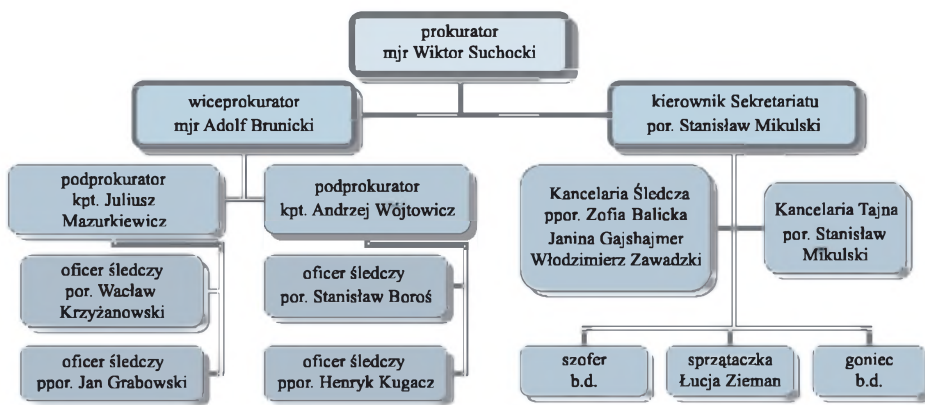 prokurator
mjr Wiktor Suchocki
wiceprokurator
mjr Adolf Brunicki
kierownik Sekretariatu
por. Stanisław Mikulski
podprokurator
kpt. Juliusz
Mazurkiewicz
podprokurator
kpt. Andrzej Wójtowicz
Kancelaria Śledcza
ppor. Zofia Balicka
Janina Gajshajmer
Włodzimierz Zawadzki
Kancelaria Tajna
por. Stanisław
Mikulski
oficer śledczy
por. Wacław
Krzyżanowski
oficer śledczy
por. Stanisław Boroś
oficer śledczy
ppor. Jan Grabowski
oficer śledczy
ppor. Henryk Kugacz
szofer
b.d.
sprzątaczka
Łucja Zieman
goniec
b.d.